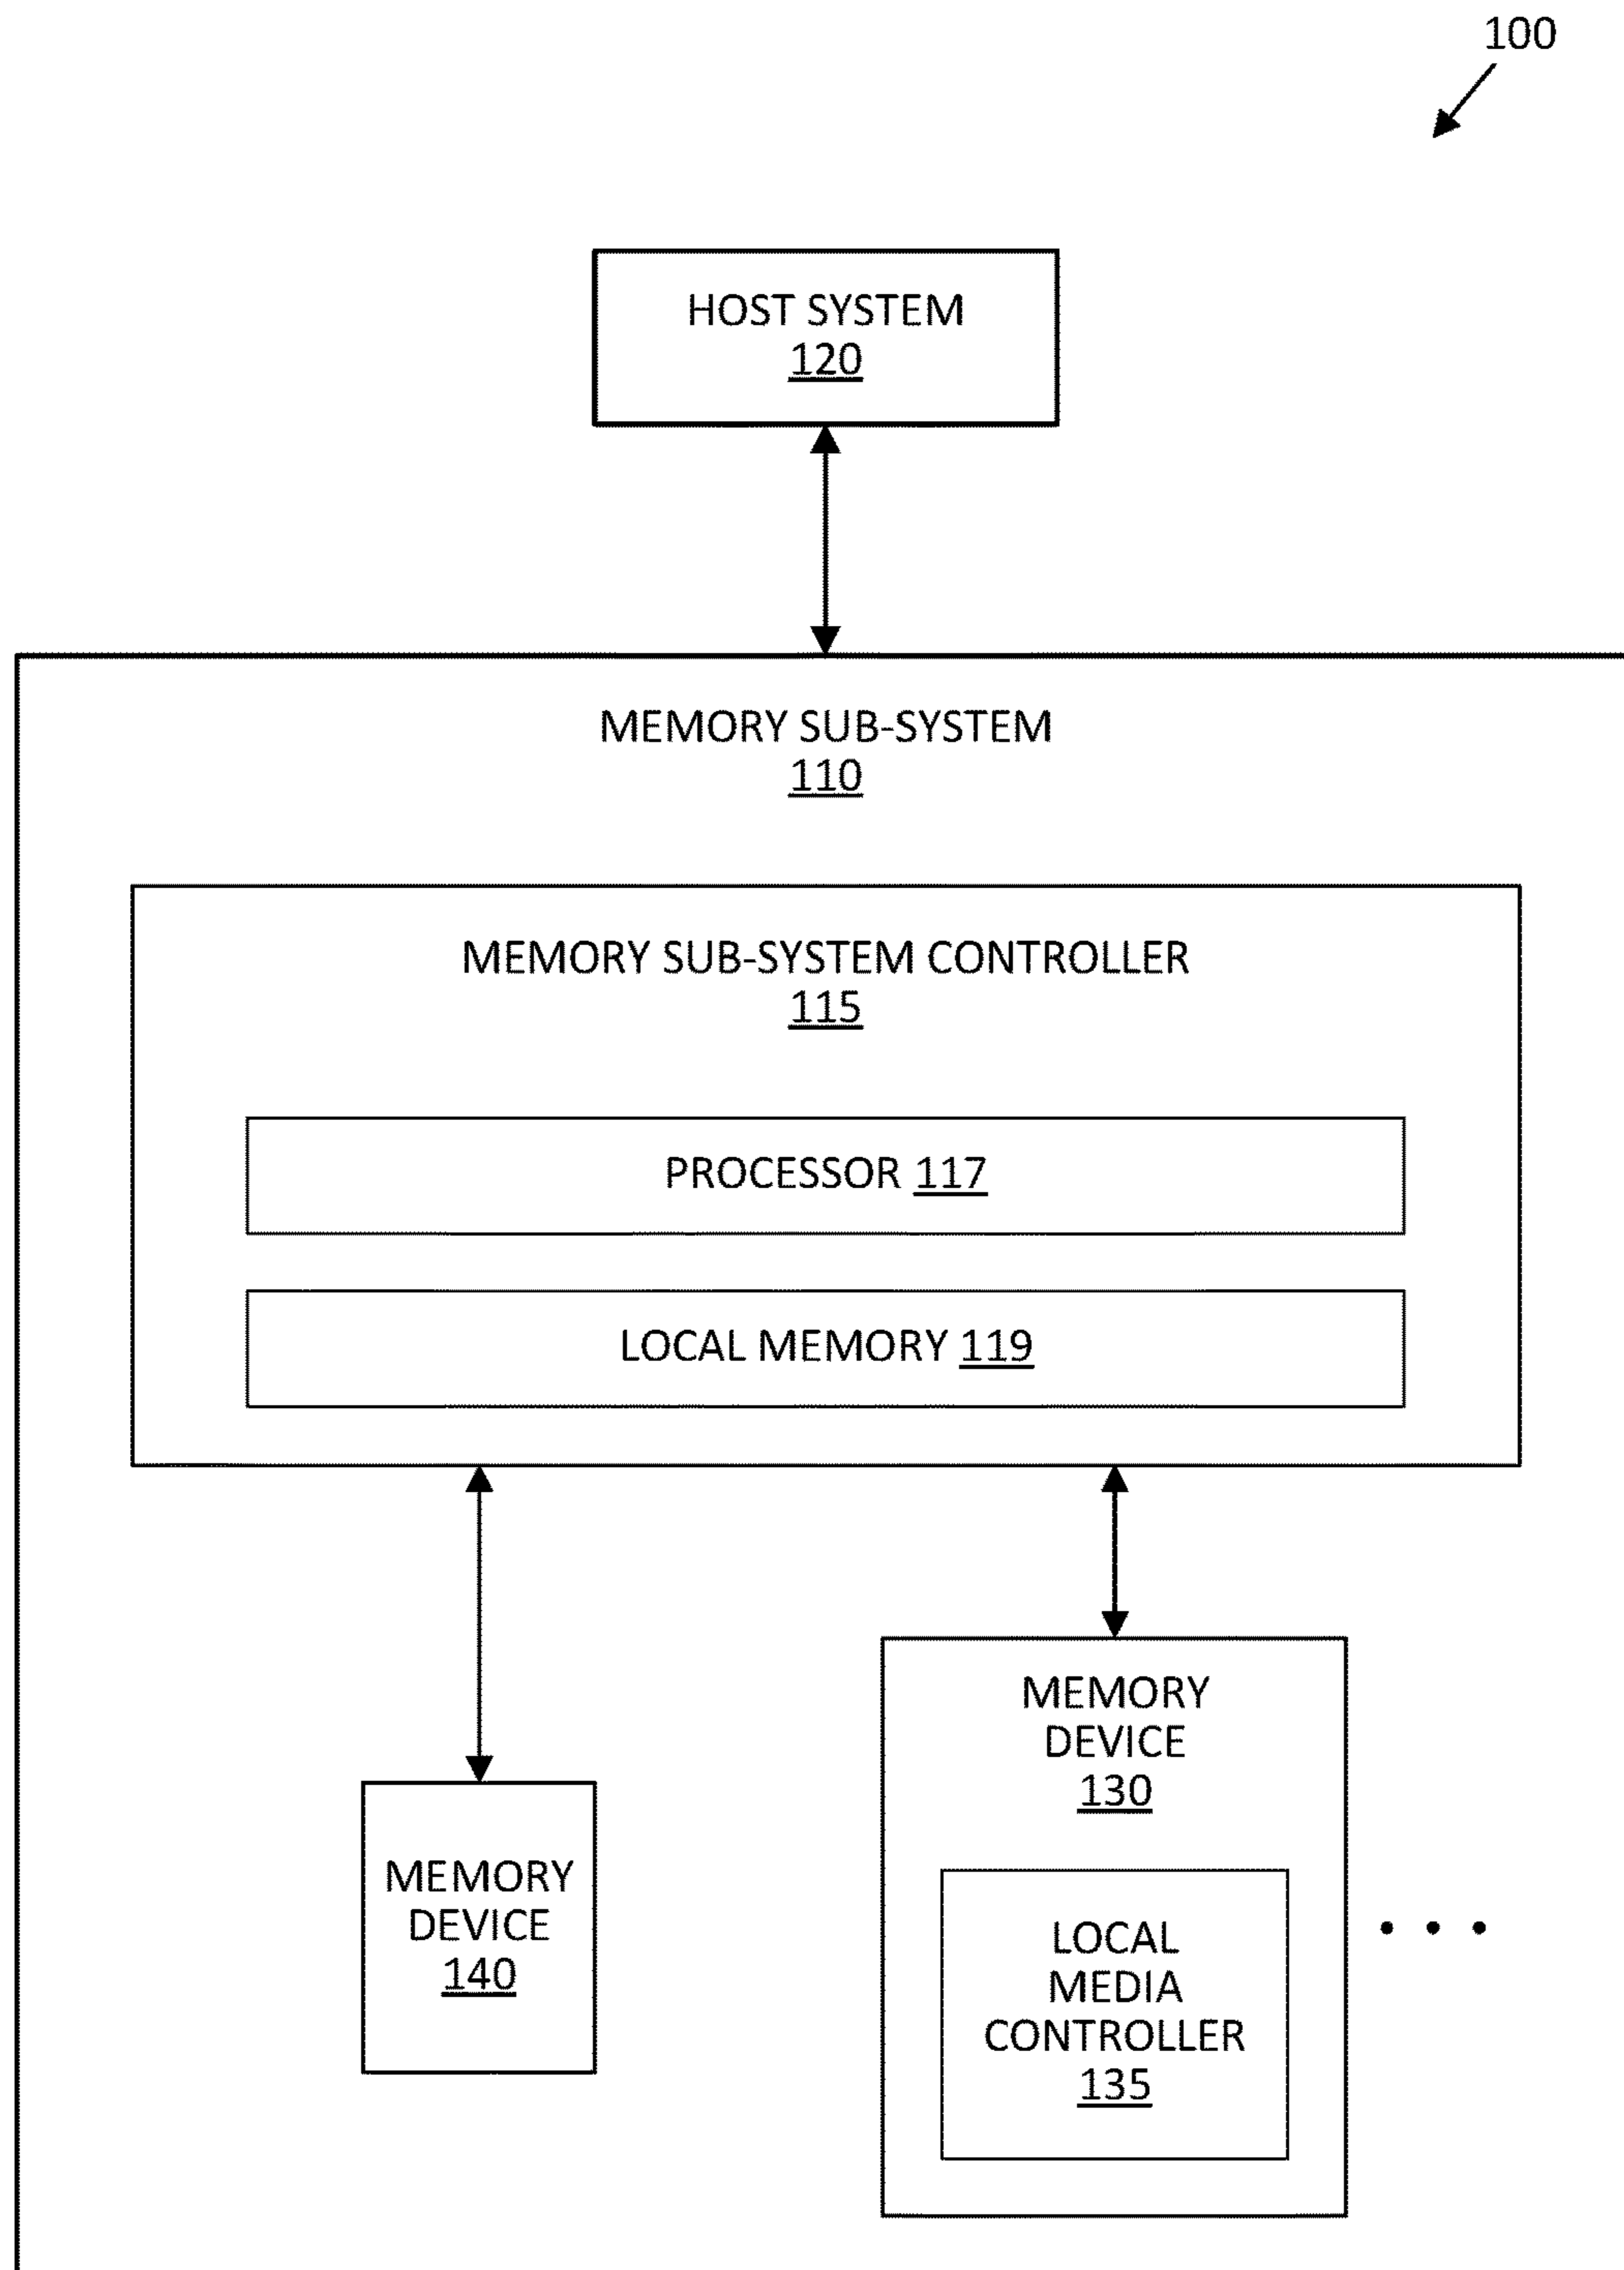 100
HOST SYSTEM
120
MEMORY SUB-SYSTEM
110
MEMORY SUB-SYSTEM CONTROLLER
115
PROCESSOR 117
LOCAL MEMORY 119
MEMORY
DEVICE
140
MEMORY
DEVICE
130
LOCAL
MEDIA
CONTROLLER
135